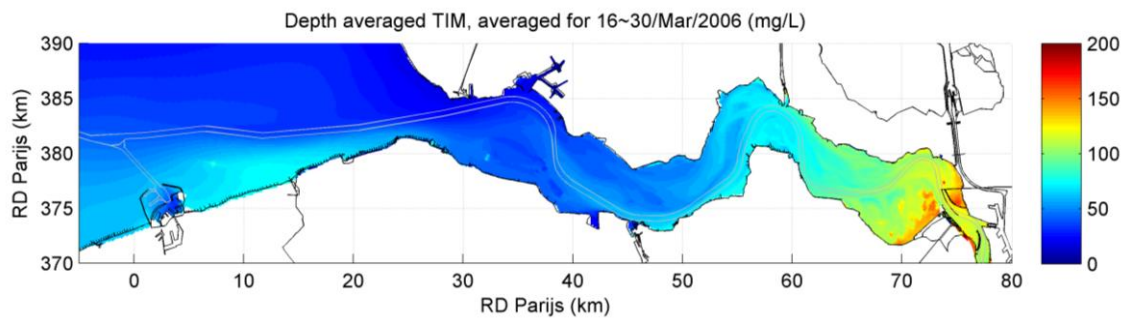 Depth averaged TIM, averaged for 16~30/Mar/2006 (mg/L)
390
385
380
375
370
RD Parijs (km)
0 10 20 30 40 50 60 70 80
RD Parijs (km)
200
150
100
50
0